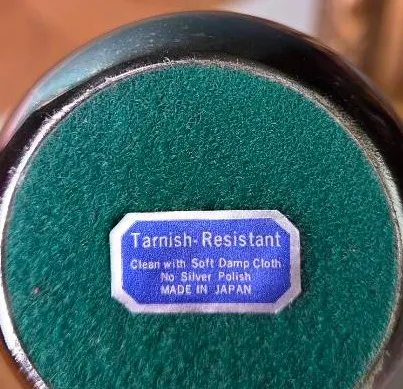 Tarnish-Resistant
Clean with Soft Damp Cloth
No Silver Polish
MADE IN JAPAN